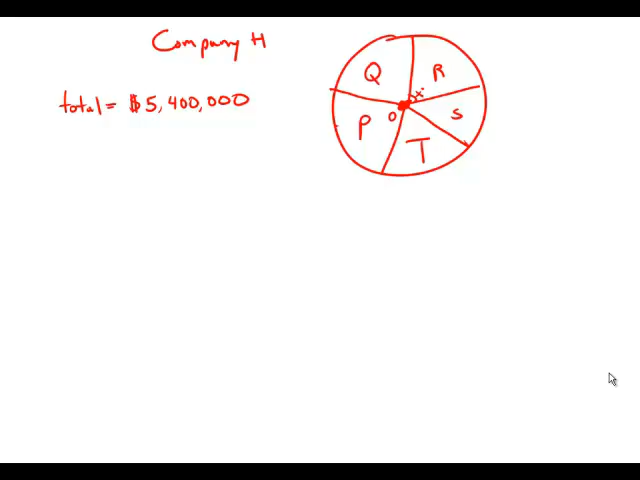 Company H
total = $5,400,000
Q
R
P
O
x°
S
T